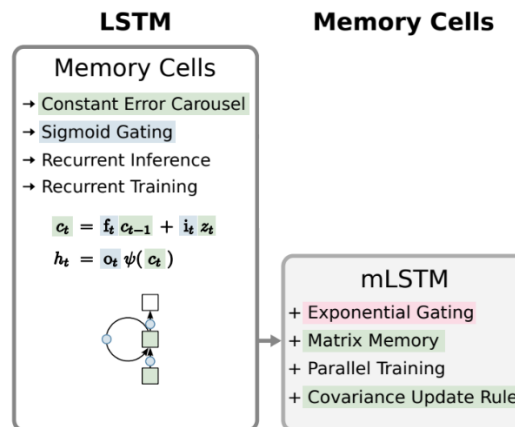 LSTM
Memory Cells
→ Constant Error Carousel
→ Sigmoid Gating
→ Recurrent Inference
→ Recurrent Training
c_t = f_t c_{t−1} + i_t z_t
h_t = o_t ψ(c_t)
Memory Cells
mLSTM
+ Exponential Gating
+ Matrix Memory
+ Parallel Training
+ Covariance Update Rule